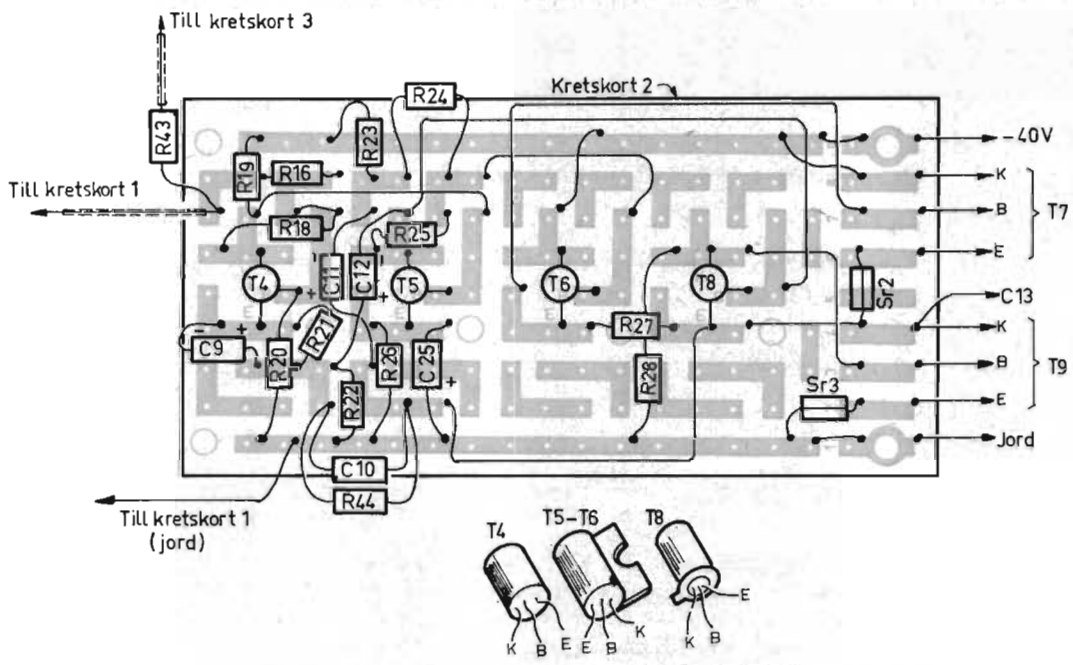 Till kretskort 3
R24
Kretskort 2
R43
R23
-40V
R19
R16
K
Till kretskort 1
B
T7
R18
R25
E
T4
C11
C12
T5
T6
T8
Sr2
C13
+
+
E
E
E
- +
R21
R27
K
C9
R20
R26
C25
B
T9
R28
Sr3
R22
+
E
Jord
C10
R44
Till kretskort 1
(jord)
T4
T5-T6
T8
K B E
E B K
K B E